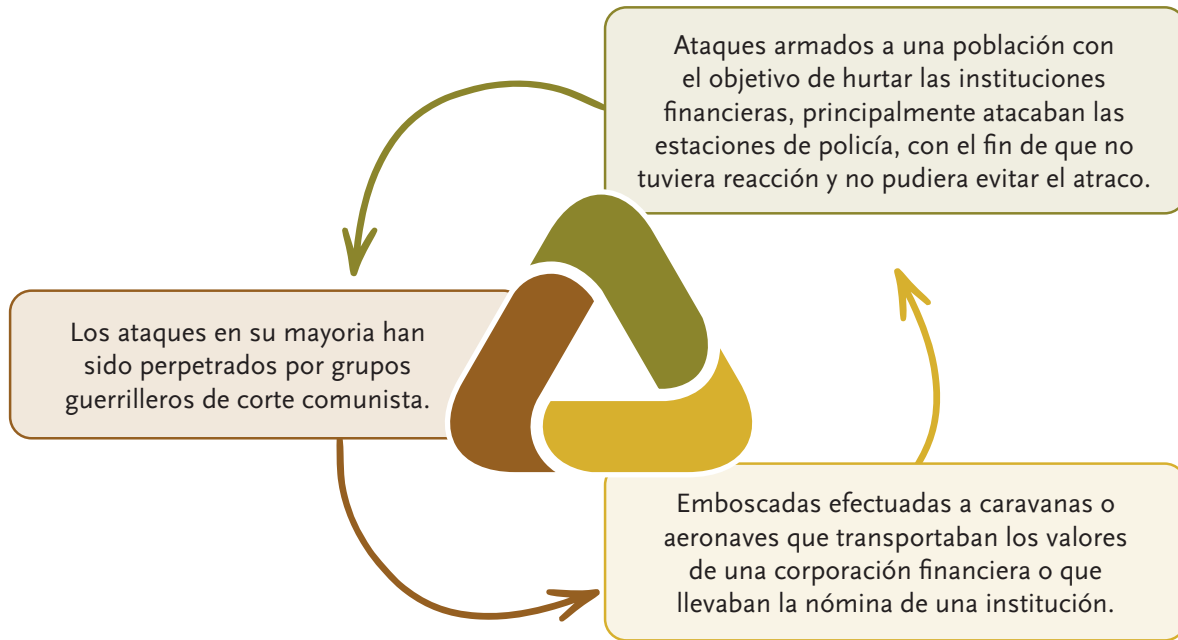 Ataques armados a una población con
el objetivo de hurtar las instituciones
financieras, principalmente atacaban las
estaciones de policía, con el fin de que no
tuviera reacción y no pudiera evitar el atraco.
Los ataques en su mayoria han
sido perpetrados por grupos
guerrilleros de corte comunista.
Emboscadas efectuadas a caravanas o
aeronaves que transportaban los valores
de una corporación financiera o que
llevaban la nómina de una institución.